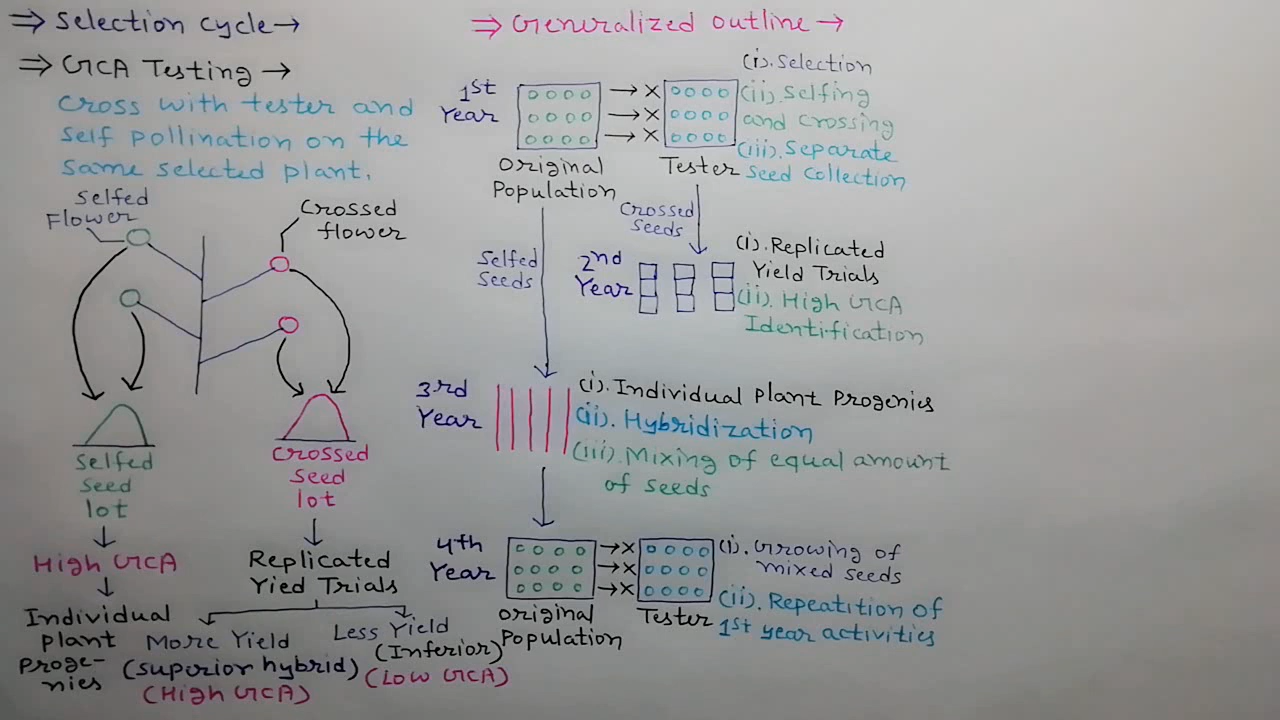 ⇒ Selection cycle →
⇒ GCA Testing →
Cross with tester and
self pollination on the
same selected plant.
Selfed
Flower
Crossed
flower
Selfed
Seed
lot
Crossed
Seed
lot
High GCA
Replicated
Yied Trials
Individual
plant
proge-
nies
More Yield
(superior hybrid)
(High GCA)
Less Yield
(Inferior)
(Low GCA)
⇒ Generalized outline →
1st
Year
Original
Population
Tester
(i). Selection
(ii). Selfing
and crossing
(iii). Separate
Seed Collection
Crossed
Seeds
Selfed
Seeds
2nd
Year
(i). Replicated
Yield Trials
(ii). High GCA
Identification
3rd
Year
(i). Individual Plant Progenies
(ii). Hybridization
(iii). Mixing of equal amount
of seeds
4th
Year
Original
Population
Tester
(i). Growing of
mixed seeds
(ii). Repeatition of
1st year activities